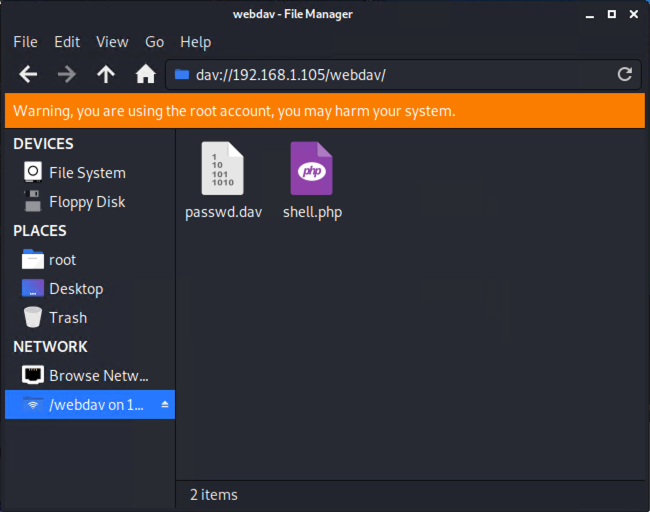 webdav - File Manager
File Edit View Go Help
dav://192.168.1.105/webdav/
Warning, you are using the root account, you may harm your system.
DEVICES
File System
Floppy Disk
PLACES
root
Desktop
Trash
NETWORK
Browse Netw...
/webdav on 1...
1
10
101
1010
passwd.dav
php
shell.php
2 items